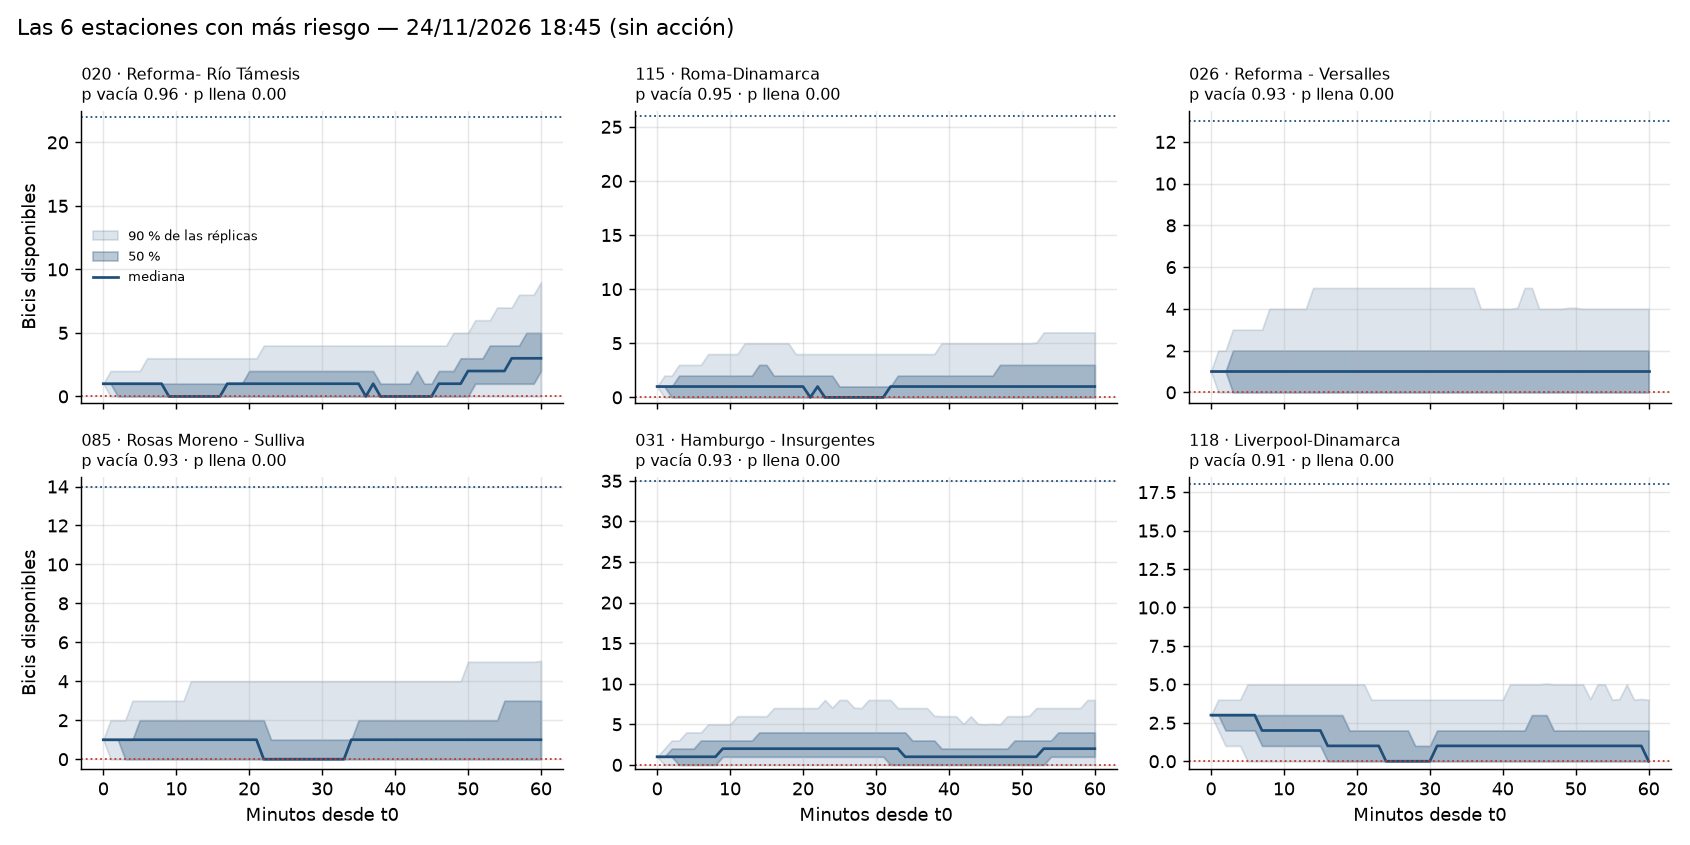 Las 6 estaciones con más riesgo — 24/11/2026 18:45 (sin acción)
020 · Reforma- Río Támesis
p vacía 0.96 · p llena 0.00
20
15
10
5
0
Bicis disponibles
90 % de las réplicas
50 %
mediana
115 · Roma-Dinamarca
p vacía 0.95 · p llena 0.00
25
20
15
10
5
0
026 · Reforma - Versalles
p vacía 0.93 · p llena 0.00
12
10
8
6
4
2
0
085 · Rosas Moreno - Sulliva
p vacía 0.93 · p llena 0.00
14
12
10
8
6
4
2
0
Bicis disponibles
0 10 20 30 40 50 60
Minutos desde t0
031 · Hamburgo - Insurgentes
p vacía 0.93 · p llena 0.00
35
30
25
20
15
10
5
0
0 10 20 30 40 50 60
Minutos desde t0
118 · Liverpool-Dinamarca
p vacía 0.91 · p llena 0.00
17.5
15.0
12.5
10.0
7.5
5.0
2.5
0.0
0 10 20 30 40 50 60
Minutos desde t0